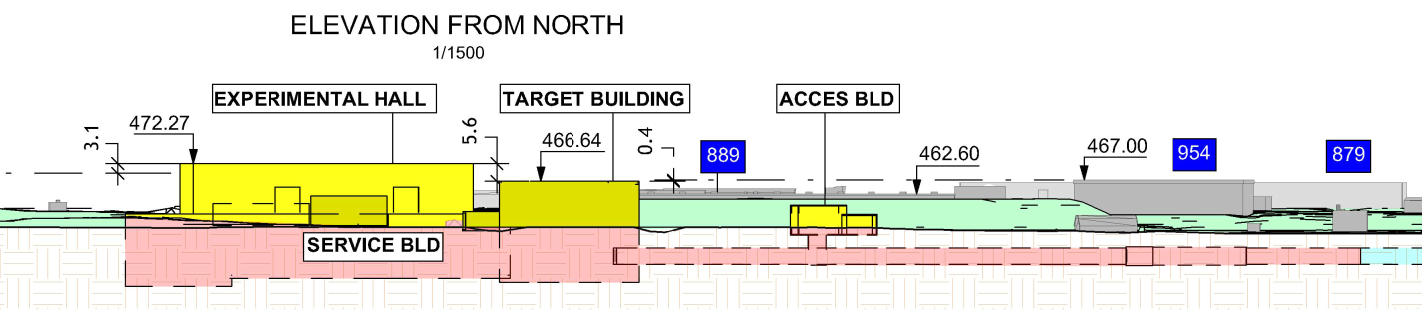 ELEVATION FROM NORTH
1/1500
EXPERIMENTAL HALL
TARGET BUILDING
ACCES BLD
3.1
472.27
5.6
466.64
0.4
889
462.60
467.00
954
879
SERVICE BLD